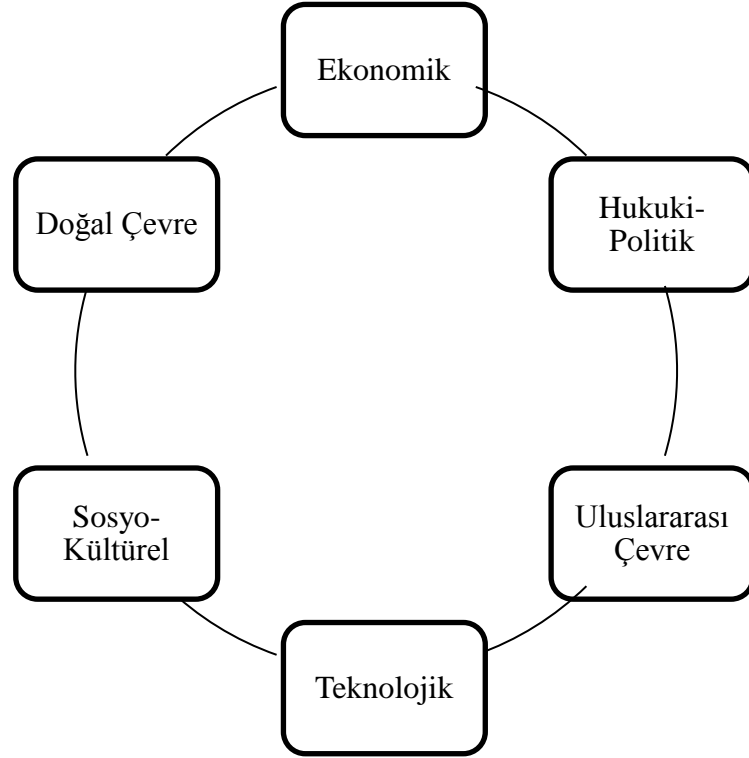 Ekonomik
Hukuki-
Politik
Uluslararası
Çevre
Teknolojik
Sosyo-
Kültürel
Doğal Çevre